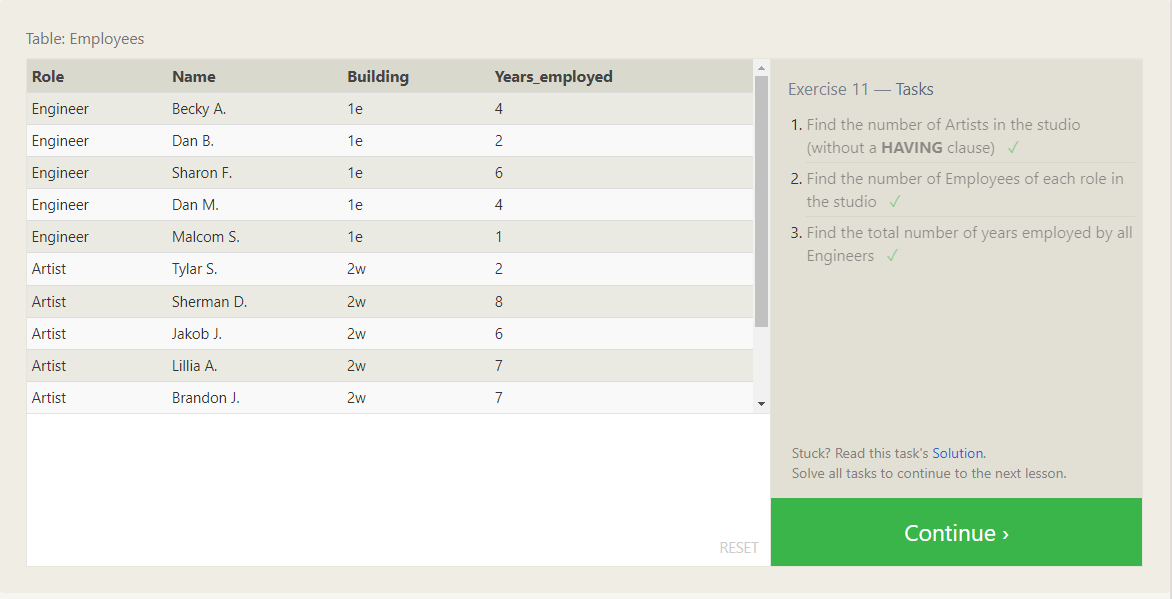 Table: Employees
Role Name Building Years_employed
Engineer Becky A. 1e 4
Engineer Dan B. 1e 2
Engineer Sharon F. 1e 6
Engineer Dan M. 1e 4
Engineer Malcom S. 1e 1
Artist Tylar S. 2w 2
Artist Sherman D. 2w 8
Artist Jakob J. 2w 6
Artist Lillia A. 2w 7
Artist Brandon J. 2w 7
RESET
Exercise 11 — Tasks
1. Find the number of Artists in the studio
(without a HAVING clause) ✓
2. Find the number of Employees of each role in
the studio ✓
3. Find the total number of years employed by all
Engineers ✓
Stuck? Read this task's Solution.
Solve all tasks to continue to the next lesson.
Continue ›